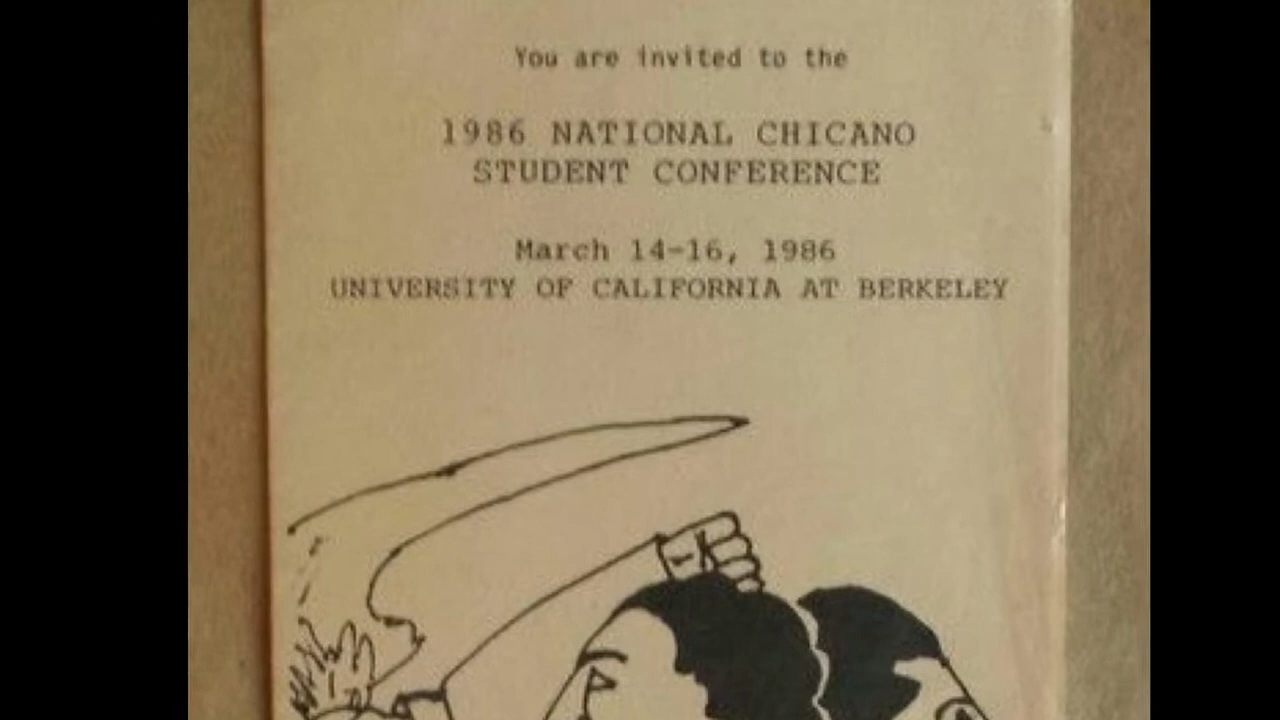 You are invited to the
1986 NATIONAL CHICANO
STUDENT CONFERENCE
March 14-16, 1986
UNIVERSITY OF CALIFORNIA AT BERKELEY